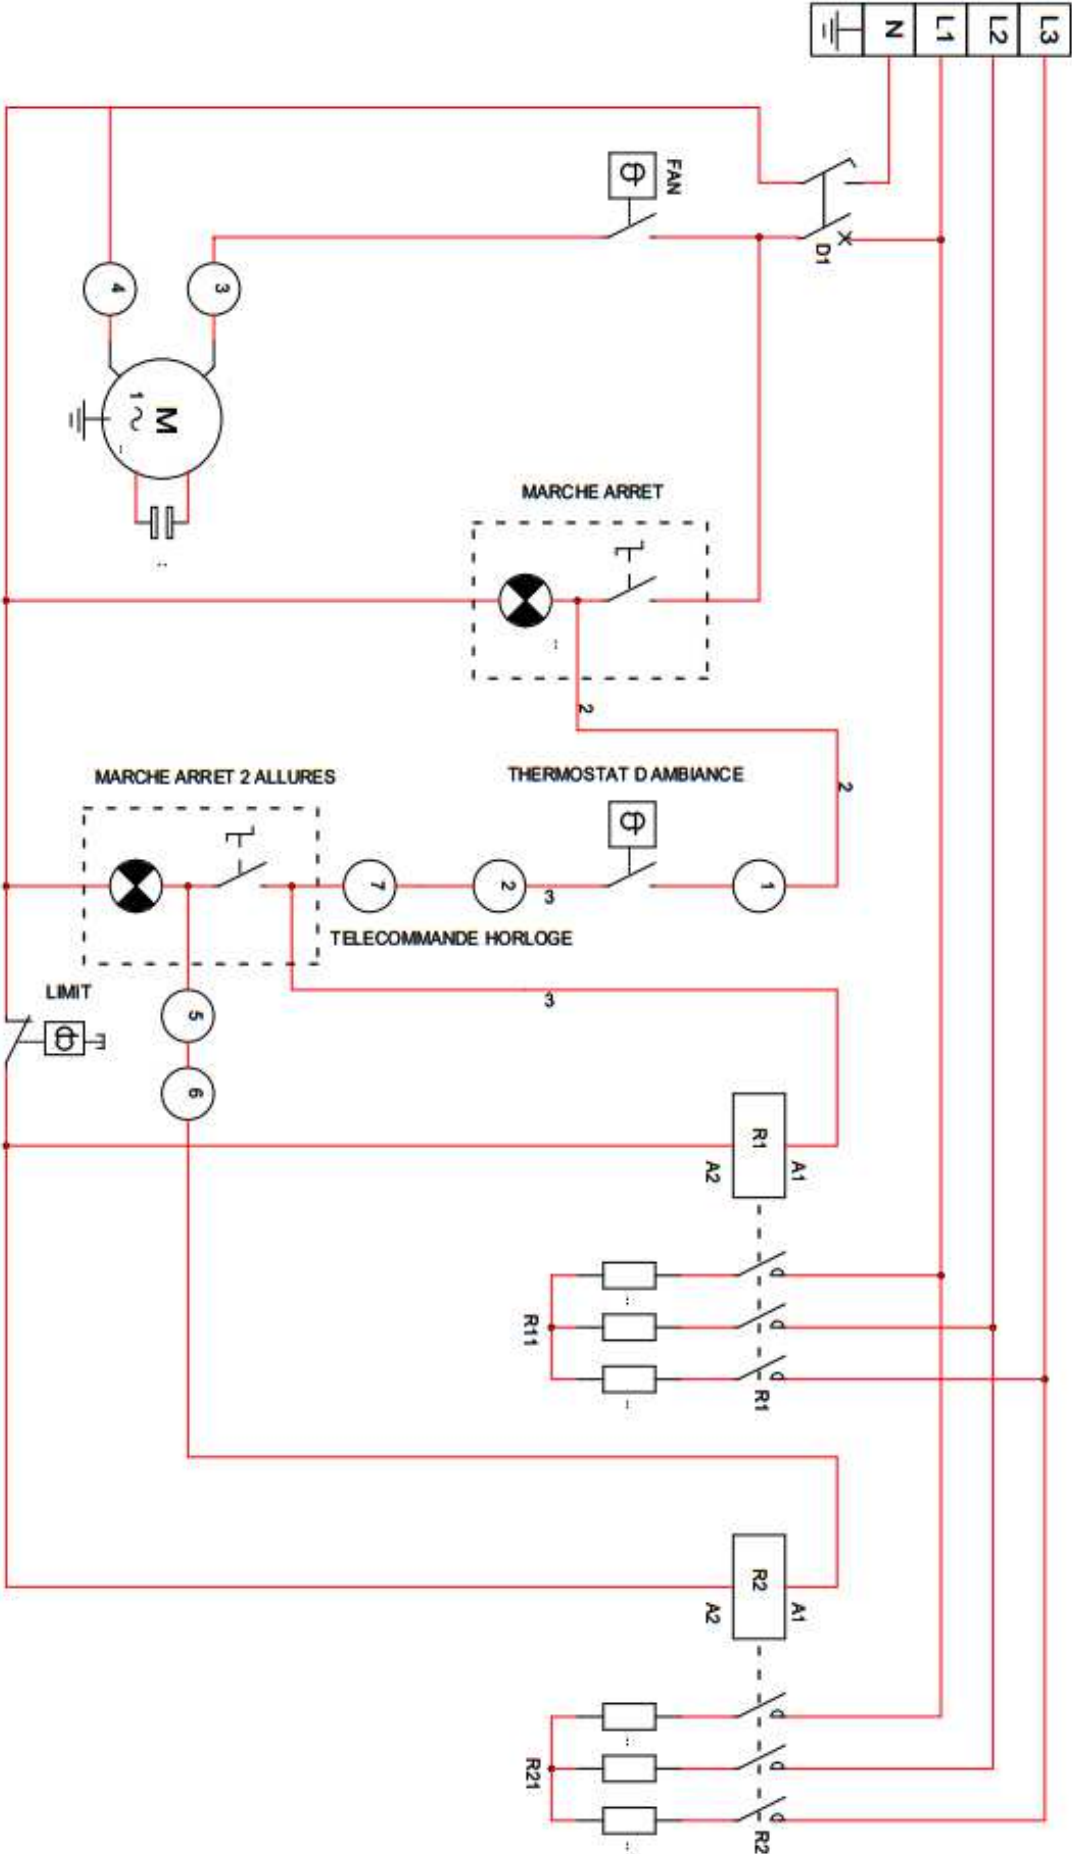 N
L1
L2
L3
FAN
D1
4
3
M
1 ~
MARCHE ARRET
2
2
MARCHE ARRET 2 ALLURES
THERMOSTAT D AMBIANCE
7
2
3
1
TELECOMMANDE HORLOGE
LIMIT
3
5
6
R1
A1
A2
R11
R1
R2
A1
A2
R21
R2